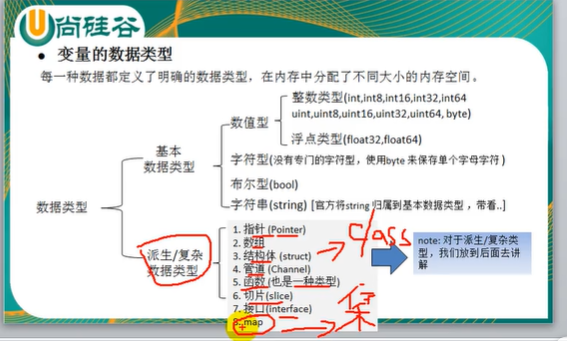 尚硅谷
● 变量的数据类型
每一种数据都定义了明确的数据类型，在内存中分配了不同大小的内存空间。
数据类型
基本
数据类型
数值型
整数类型(int,int8,int16,int32,int64
uint,uint8,uint16,uint32,uint64, byte)
浮点类型(float32,float64)
字符型(没有专门的字符型，使用byte 来保存单个字母字符)
布尔型(bool)
字符串(string) [官方将string 归属到基本数据类型 ，带看..]
派生/复杂
数据类型
1. 指针 (Pointer)
2. 数组
3. 结构体 (struct)
4. 管道 (Channel)
5. 函数 (也是一种类型)
6. 切片(slice)
7. 接口(interface)
8. map
class
note: 对于派生/复杂类
型，我们放到后面去讲
解